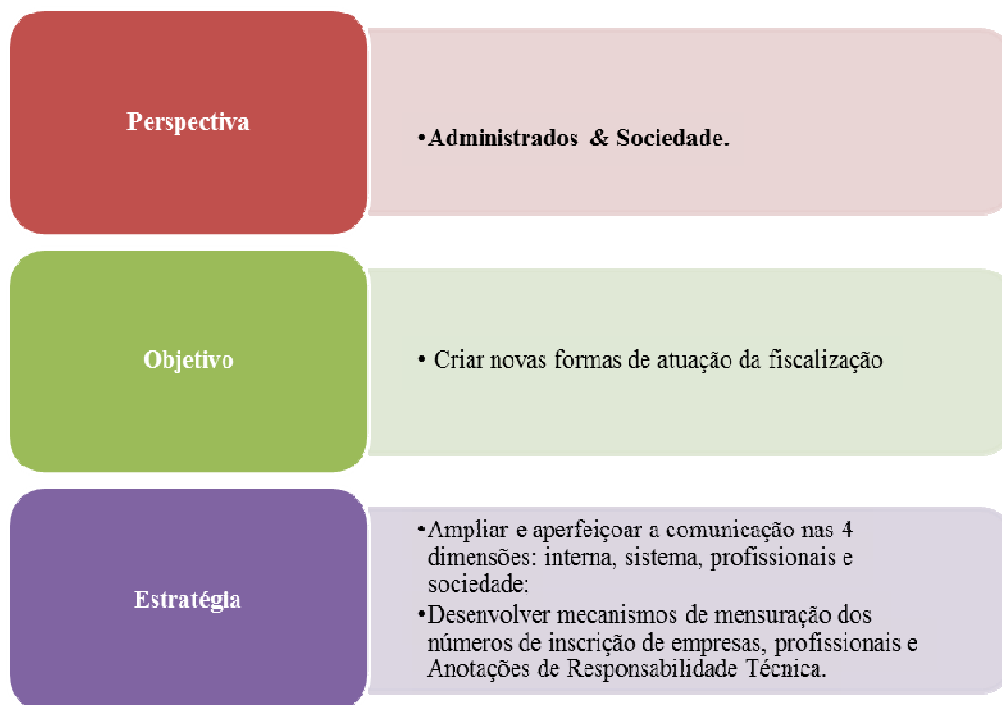 Perspectiva
•Administrados & Sociedade.
Objetivo
• Criar novas formas de atuação da fiscalização
Estratégia
•Ampliar e aperfeiçoar a comunicação nas 4
dimensões: interna, sistema, profissionais e
sociedade;
•Desenvolver mecanismos de mensuração dos
números de inscrição de empresas, profissionais e
Anotações de Responsabilidade Técnica.